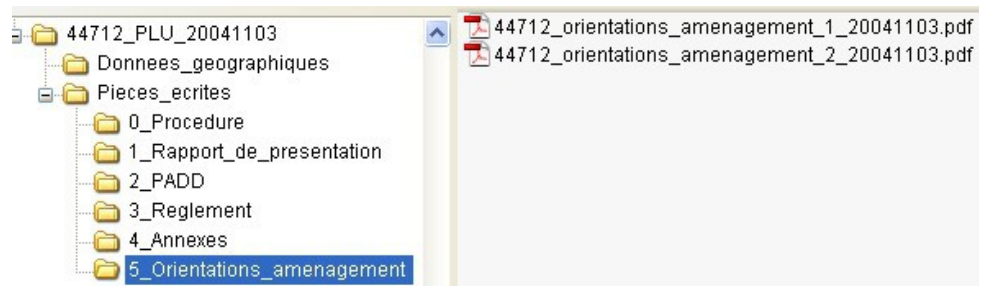 44712_PLU_20041103
Donnees_geographiques
Pieces_ecrites
0_Procedure
1_Rapport_de_presentation
2_PADD
3_Reglement
4_Annexes
5_Orientations_amenagement
44712_orientations_amenagement_1_20041103.pdf
44712_orientations_amenagement_2_20041103.pdf